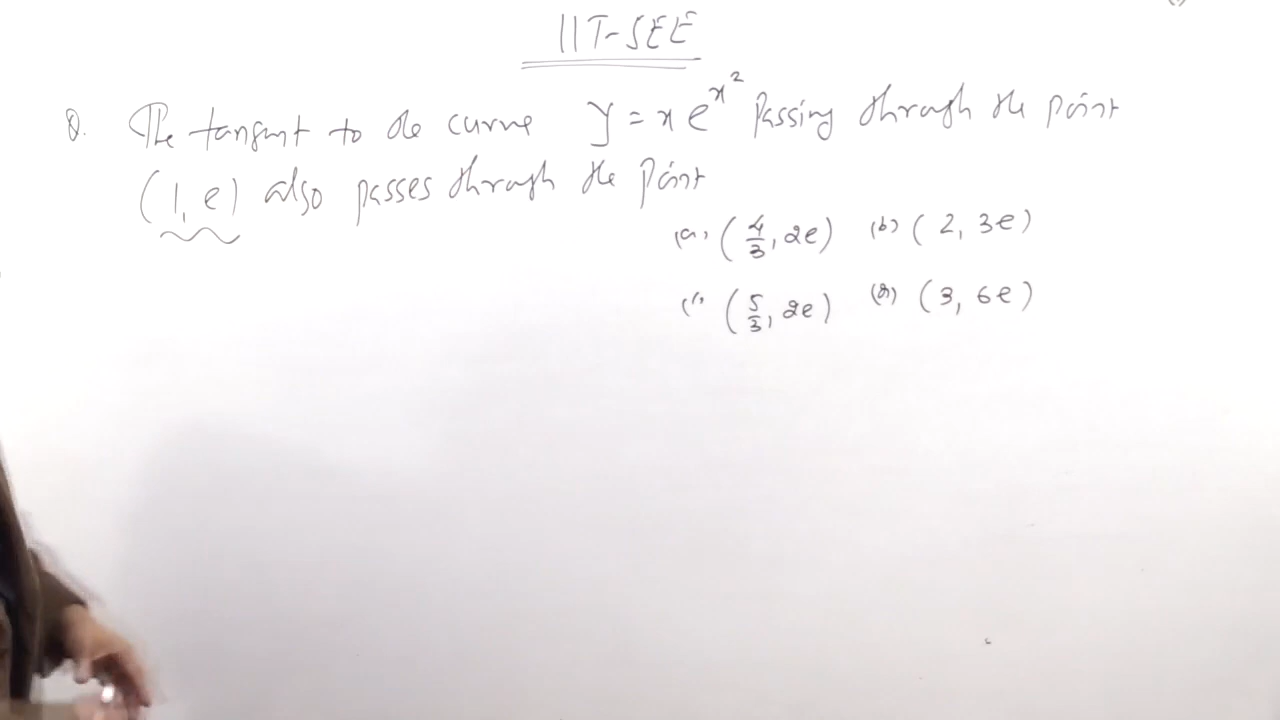 IIT-JEE
Q. The tangent to the curve y = x e^{x^2} Passing through the point
(1, e) also passes through the point
(a) (4/3, 2e) (b) (2, 3e)
(c) (5/3, 2e) (d) (3, 6e)